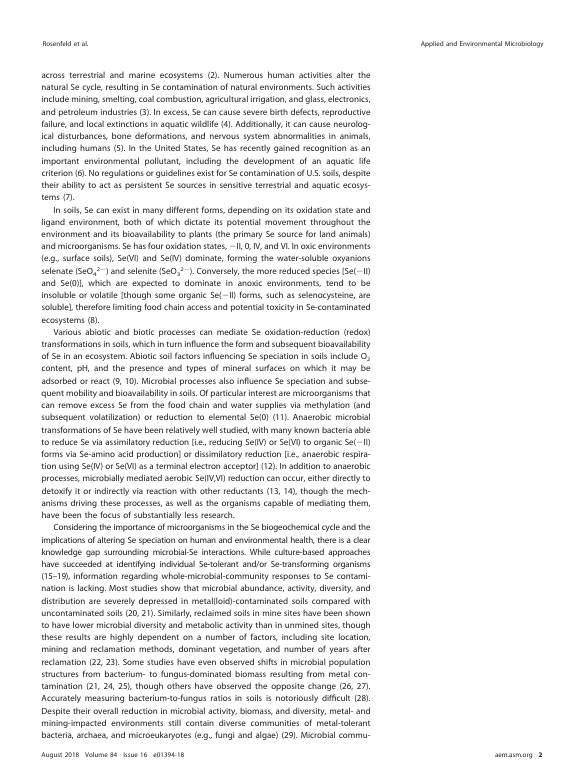 Rosenfeld et al.
Applied and Environmental Microbiology
across terrestrial and marine ecosystems (2). Numerous human activities alter the
natural Se cycle, resulting in Se contamination of natural environments. Such activities
include mining, smelting, coal combustion, agricultural irrigation, and glass, electronics,
and petroleum industries (3). In excess, Se can cause severe birth defects, reproductive
failure, and local extinctions in aquatic wildlife (4). Additionally, it can cause neurolog-
ical disturbances, bone deformations, and nervous system abnormalities in animals,
including humans (5). In the United States, Se has recently gained recognition as an
important environmental pollutant, including the development of an aquatic life
criterion (6). No regulations or guidelines exist for Se contamination of U.S. soils, despite
their ability to act as persistent Se sources in sensitive terrestrial and aquatic ecosys-
tems (7).
In soils, Se can exist in many different forms, depending on its oxidation state and
ligand environment, both of which dictate its potential movement throughout the
environment and its bioavailability to plants (the primary Se source for land animals)
and microorganisms. Se has four oxidation states, −II, 0, IV, and VI. In oxic environments
(e.g., surface soils), Se(VI) and Se(IV) dominate, forming the water-soluble oxyanions
selenate (SeO₄²⁻) and selenite (SeO₃²⁻). Conversely, the more reduced species [Se(−II)
and Se(0)], which are expected to dominate in anoxic environments, tend to be
insoluble or volatile [though some organic Se(−II) forms, such as selenocysteine, are
soluble], therefore limiting food chain access and potential toxicity in Se-contaminated
ecosystems (8).
Various abiotic and biotic processes can mediate Se oxidation-reduction (redox)
transformations in soils, which in turn influence the form and subsequent bioavailability
of Se in an ecosystem. Abiotic soil factors influencing Se speciation in soils include O₂
content, pH, and the presence and types of mineral surfaces on which it may be
adsorbed or react (9, 10). Microbial processes also influence Se speciation and subse-
quent mobility and bioavailability in soils. Of particular interest are microorganisms that
can remove excess Se from the food chain and water supplies via methylation (and
subsequent volatilization) or reduction to elemental Se(0) (11). Anaerobic microbial
transformations of Se have been relatively well studied, with many known bacteria able
to reduce Se via assimilatory reduction [i.e., reducing Se(IV) or Se(VI) to organic Se(−II)
forms via Se-amino acid production] or dissimilatory reduction [i.e., anaerobic respira-
tion using Se(IV) or Se(VI) as a terminal electron acceptor] (12). In addition to anaerobic
processes, microbially mediated aerobic Se(IV,VI) reduction can occur, either directly to
detoxify it or indirectly via reaction with other reductants (13, 14), though the mech-
anisms driving these processes, as well as the organisms capable of mediating them,
have been the focus of substantially less research.
Considering the importance of microorganisms in the Se biogeochemical cycle and the
implications of altering Se speciation on human and environmental health, there is a clear
knowledge gap surrounding microbial-Se interactions. While culture-based approaches
have succeeded at identifying individual Se-tolerant and/or Se-transforming organisms
(15–19), information regarding whole-microbial-community responses to Se contami-
nation is lacking. Most studies show that microbial abundance, activity, diversity, and
distribution are severely depressed in metal(loid)-contaminated soils compared with
uncontaminated soils (20, 21). Similarly, reclaimed soils in mine sites have been shown
to have lower microbial diversity and metabolic activity than in unmined sites, though
these results are highly dependent on a number of factors, including site location,
mining and reclamation methods, dominant vegetation, and number of years after
reclamation (22, 23). Some studies have even observed shifts in microbial population
structures from bacterium- to fungus-dominated biomass resulting from metal con-
tamination (21, 24, 25), though others have observed the opposite change (26, 27).
Accurately measuring bacterium-to-fungus ratios in soils is notoriously difficult (28).
Despite their overall reduction in microbial activity, biomass, and diversity, metal- and
mining-impacted environments still contain diverse communities of metal-tolerant
bacteria, archaea, and microeukaryotes (e.g., fungi and algae) (29). Microbial commu-
August 2018 Volume 84 Issue 16 e01394-18
aem.asm.org 2